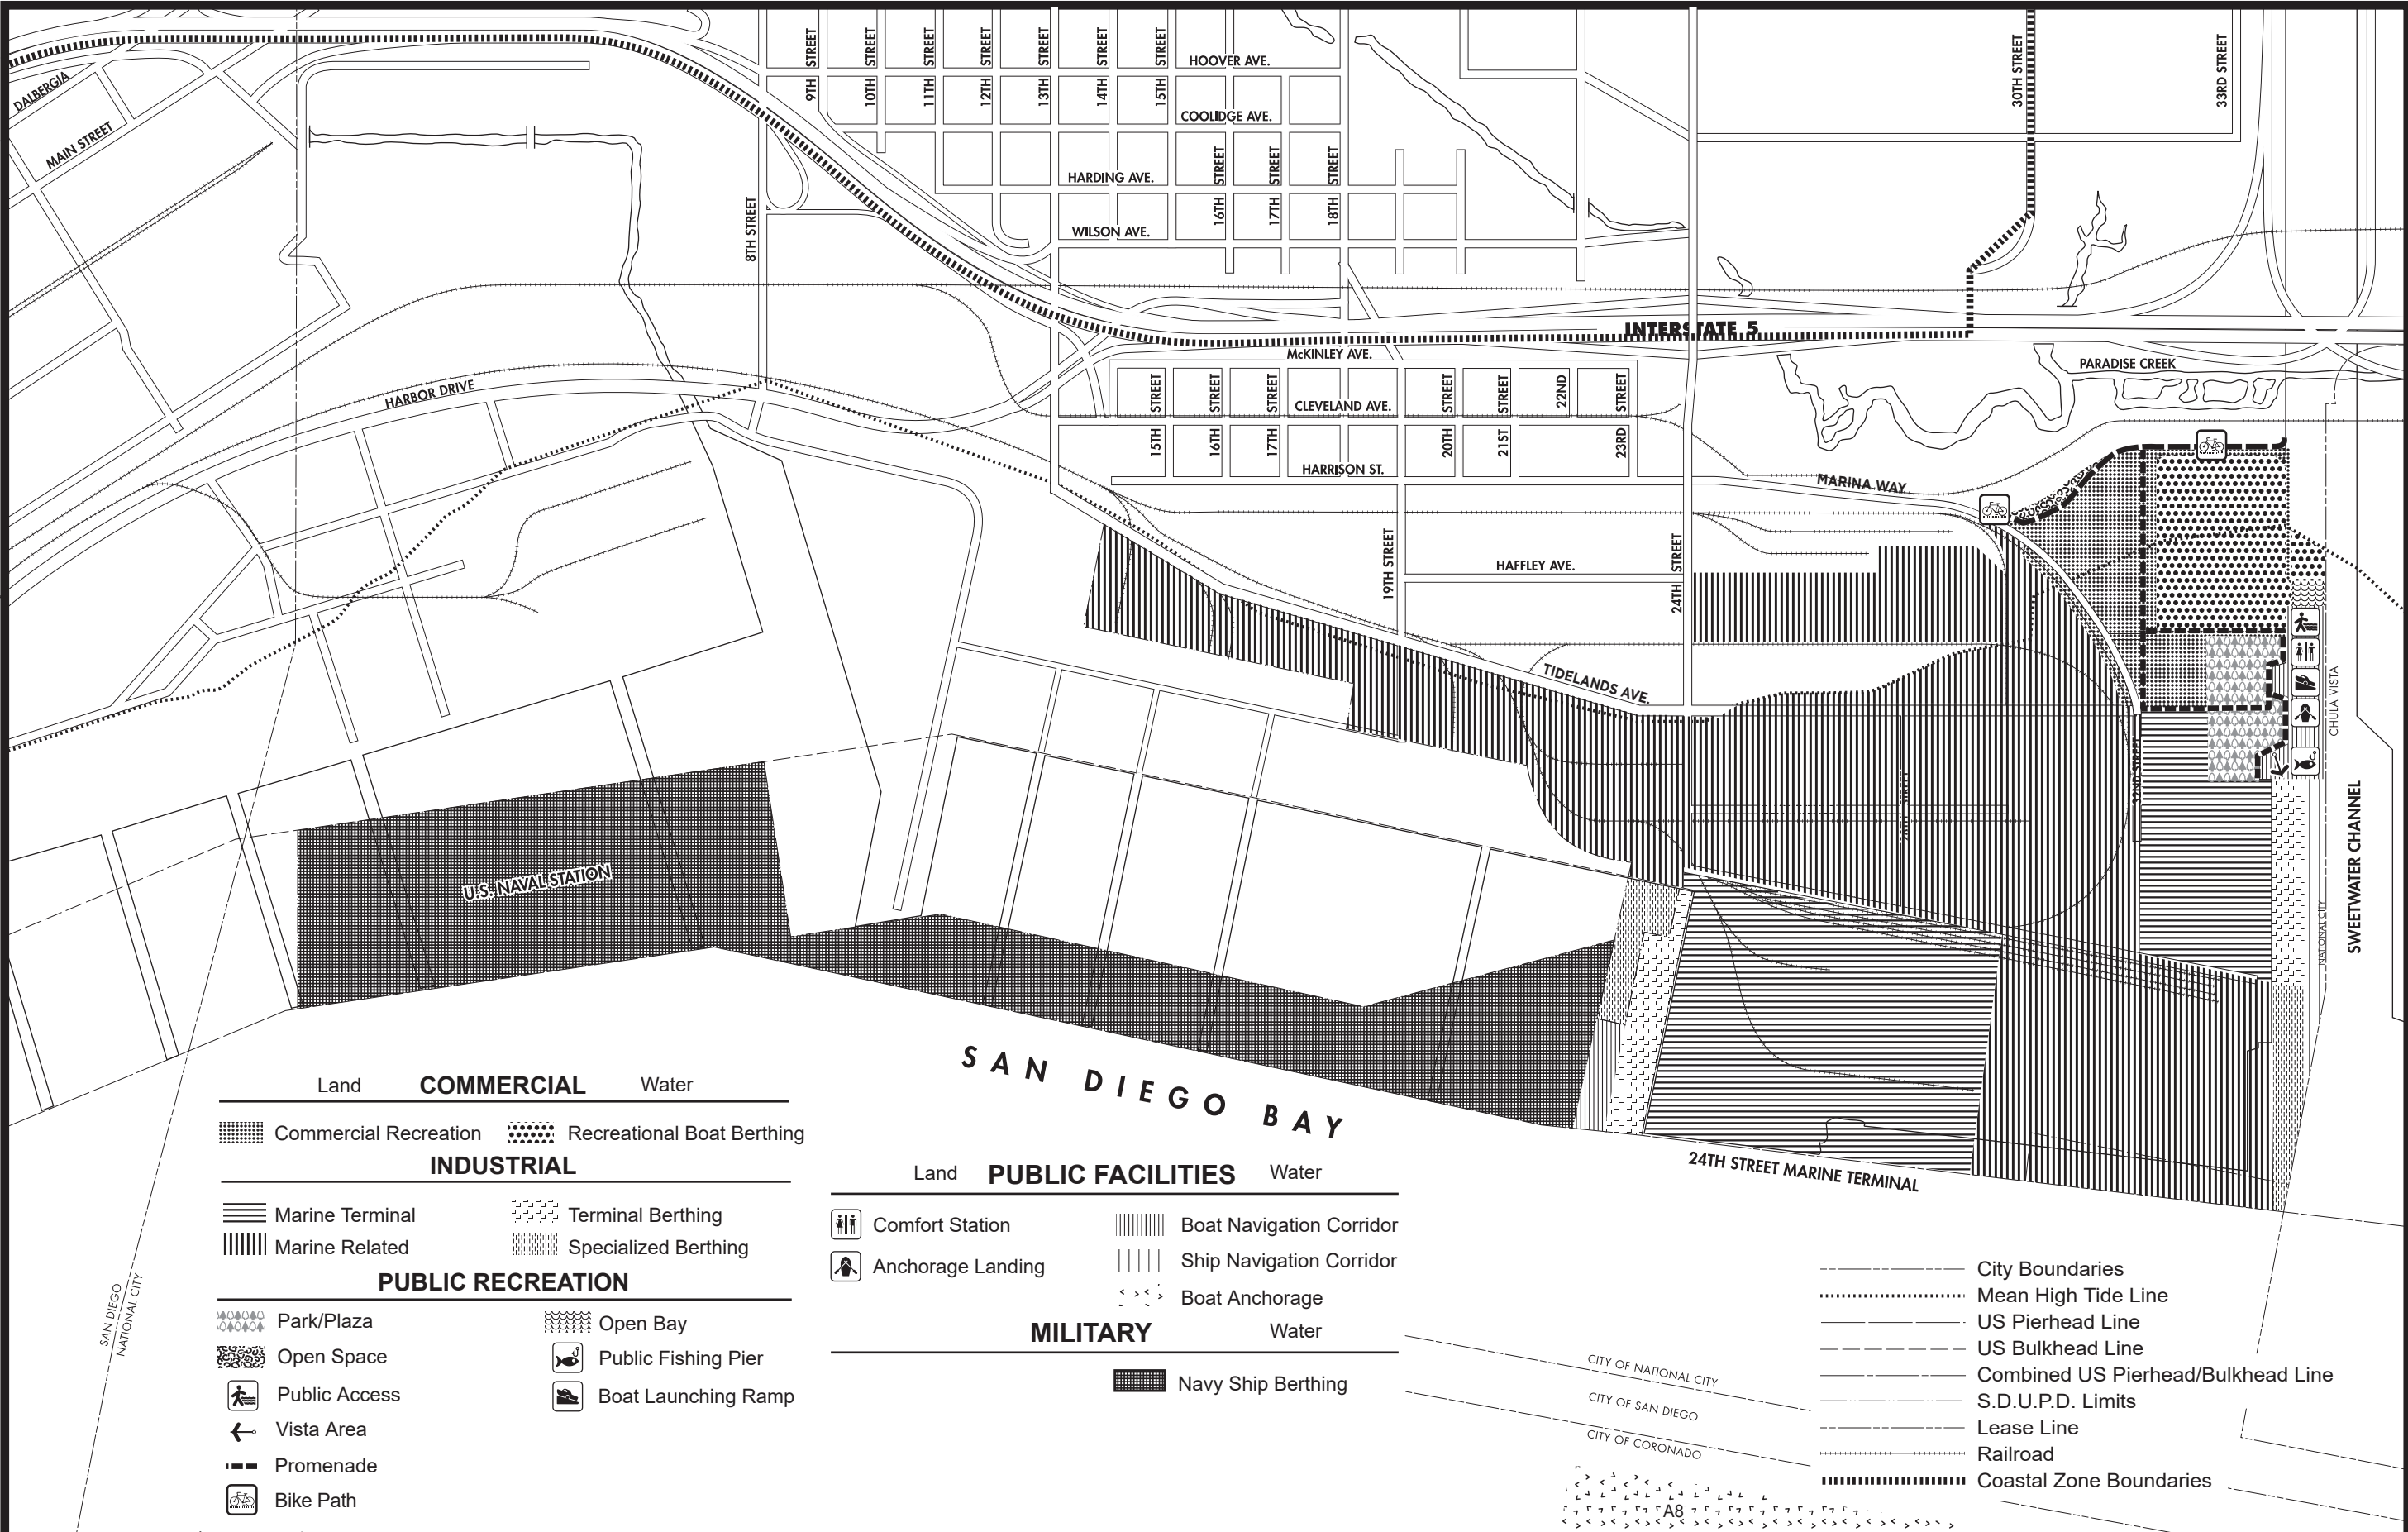 DALBERGIA
MAIN STREET
8TH STREET
9TH STREET
10TH STREET
11TH STREET
12TH STREET
13TH STREET
14TH STREET
15TH STREET
HOOVER AVE.
COOLIDGE AVE.
HARDING AVE.
WILSON AVE.
16TH STREET
17TH STREET
18TH STREET
30TH STREET
33RD STREET
INTERSTATE 5
McKINLEY AVE.
PARADISE CREEK
HARBOR DRIVE
CLEVELAND AVE.
HARRISON ST.
15TH STREET
16TH STREET
17TH STREET
20TH STREET
21ST STREET
22ND
23RD STREET
MARINA WAY
19TH STREET
HAFFLEY AVE.
24TH STREET
TIDELANDS AVE.
28TH STREET
32ND STREET
CHULA VISTA
NATIONAL CITY
SWEETWATER CHANNEL
U.S. NAVAL STATION
SAN DIEGO BAY
24TH STREET MARINE TERMINAL
SAN DIEGO
NATIONAL CITY
Land COMMERCIAL Water
Commercial Recreation Recreational Boat Berthing
INDUSTRIAL
Marine Terminal Terminal Berthing
Marine Related Specialized Berthing
PUBLIC RECREATION
Park/Plaza Open Bay
Open Space Public Fishing Pier
Public Access Boat Launching Ramp
Vista Area
Promenade
Bike Path
Land PUBLIC FACILITIES Water
Comfort Station Boat Navigation Corridor
Anchorage Landing Ship Navigation Corridor
Boat Anchorage
MILITARY Water
Navy Ship Berthing
CITY OF NATIONAL CITY
CITY OF SAN DIEGO
CITY OF CORONADO
A8
City Boundaries
Mean High Tide Line
US Pierhead Line
US Bulkhead Line
Combined US Pierhead/Bulkhead Line
S.D.U.P.D. Limits
Lease Line
Railroad
Coastal Zone Boundaries